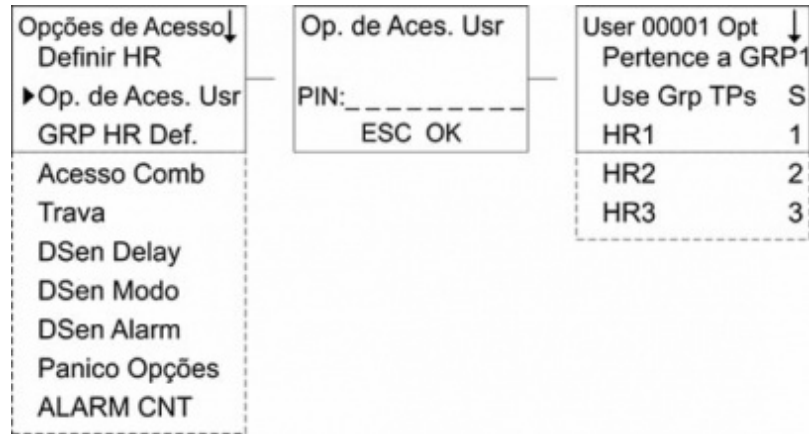 Opções de Acesso↓
Definir HR
▶Op. de Aces. Usr
GRP HR Def.
Acesso Comb
Trava
DSen Delay
DSen Modo
DSen Alarm
Panico Opções
ALARM CNT
Op. de Aces. Usr
PIN:_ _ _ _ _ _ _ _ _
ESC OK
User 00001 Opt ↓
Pertence a GRP1
Use Grp TPs S
HR1 1
HR2 2
HR3 3